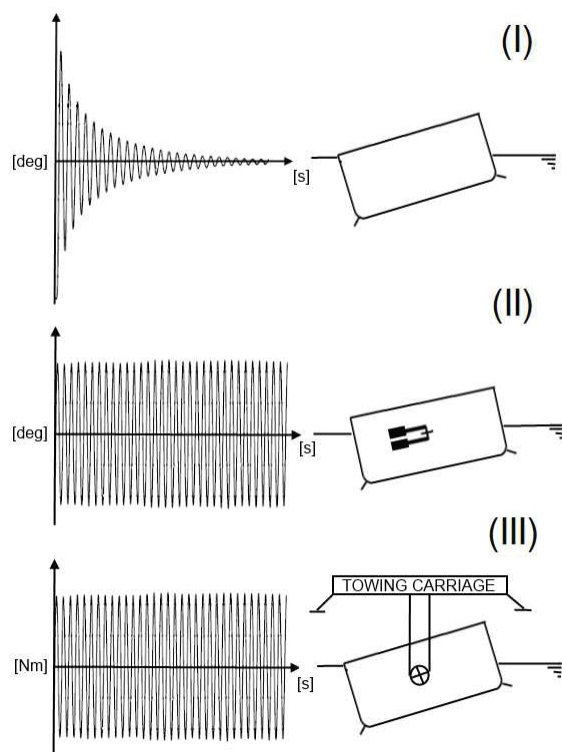 (I)
[deg]
[s]
(II)
[deg]
[s]
(III)
TOWING CARRIAGE
[Nm]
[s]